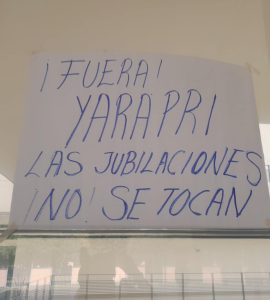 ¡FUERA!
YARAPRI
LAS JUBILACIONES
¡NO! SE TOCAN